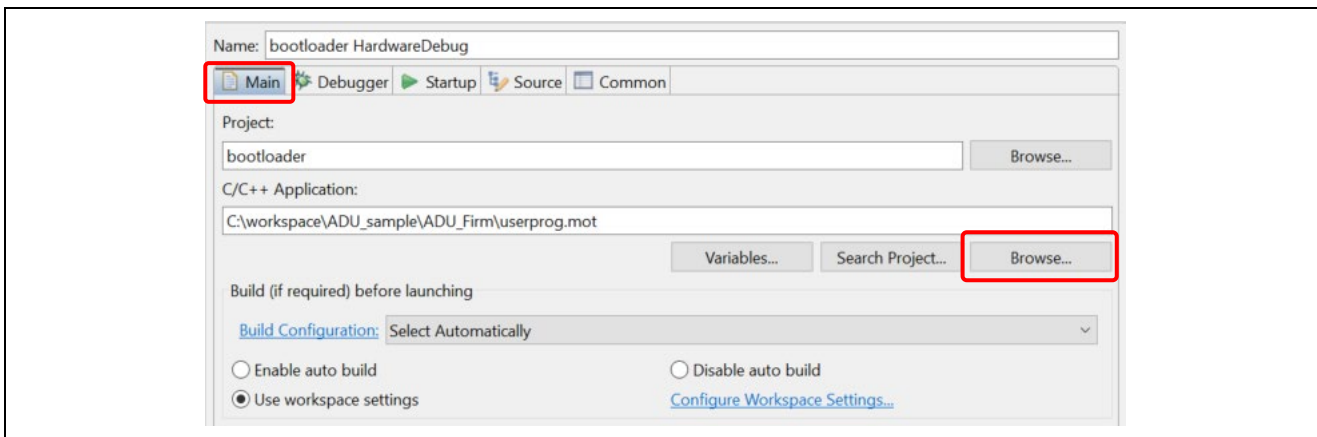 Name: bootloader HardwareDebug
Main Debugger Startup Source Common
Project:
bootloader Browse...
C/C++ Application:
C:\workspace\ADU_sample\ADU_Firm\userprog.mot
Variables... Search Project... Browse...
Build (if required) before launching
Build Configuration: Select Automatically
Enable auto build Disable auto build
Use workspace settings Configure Workspace Settings...